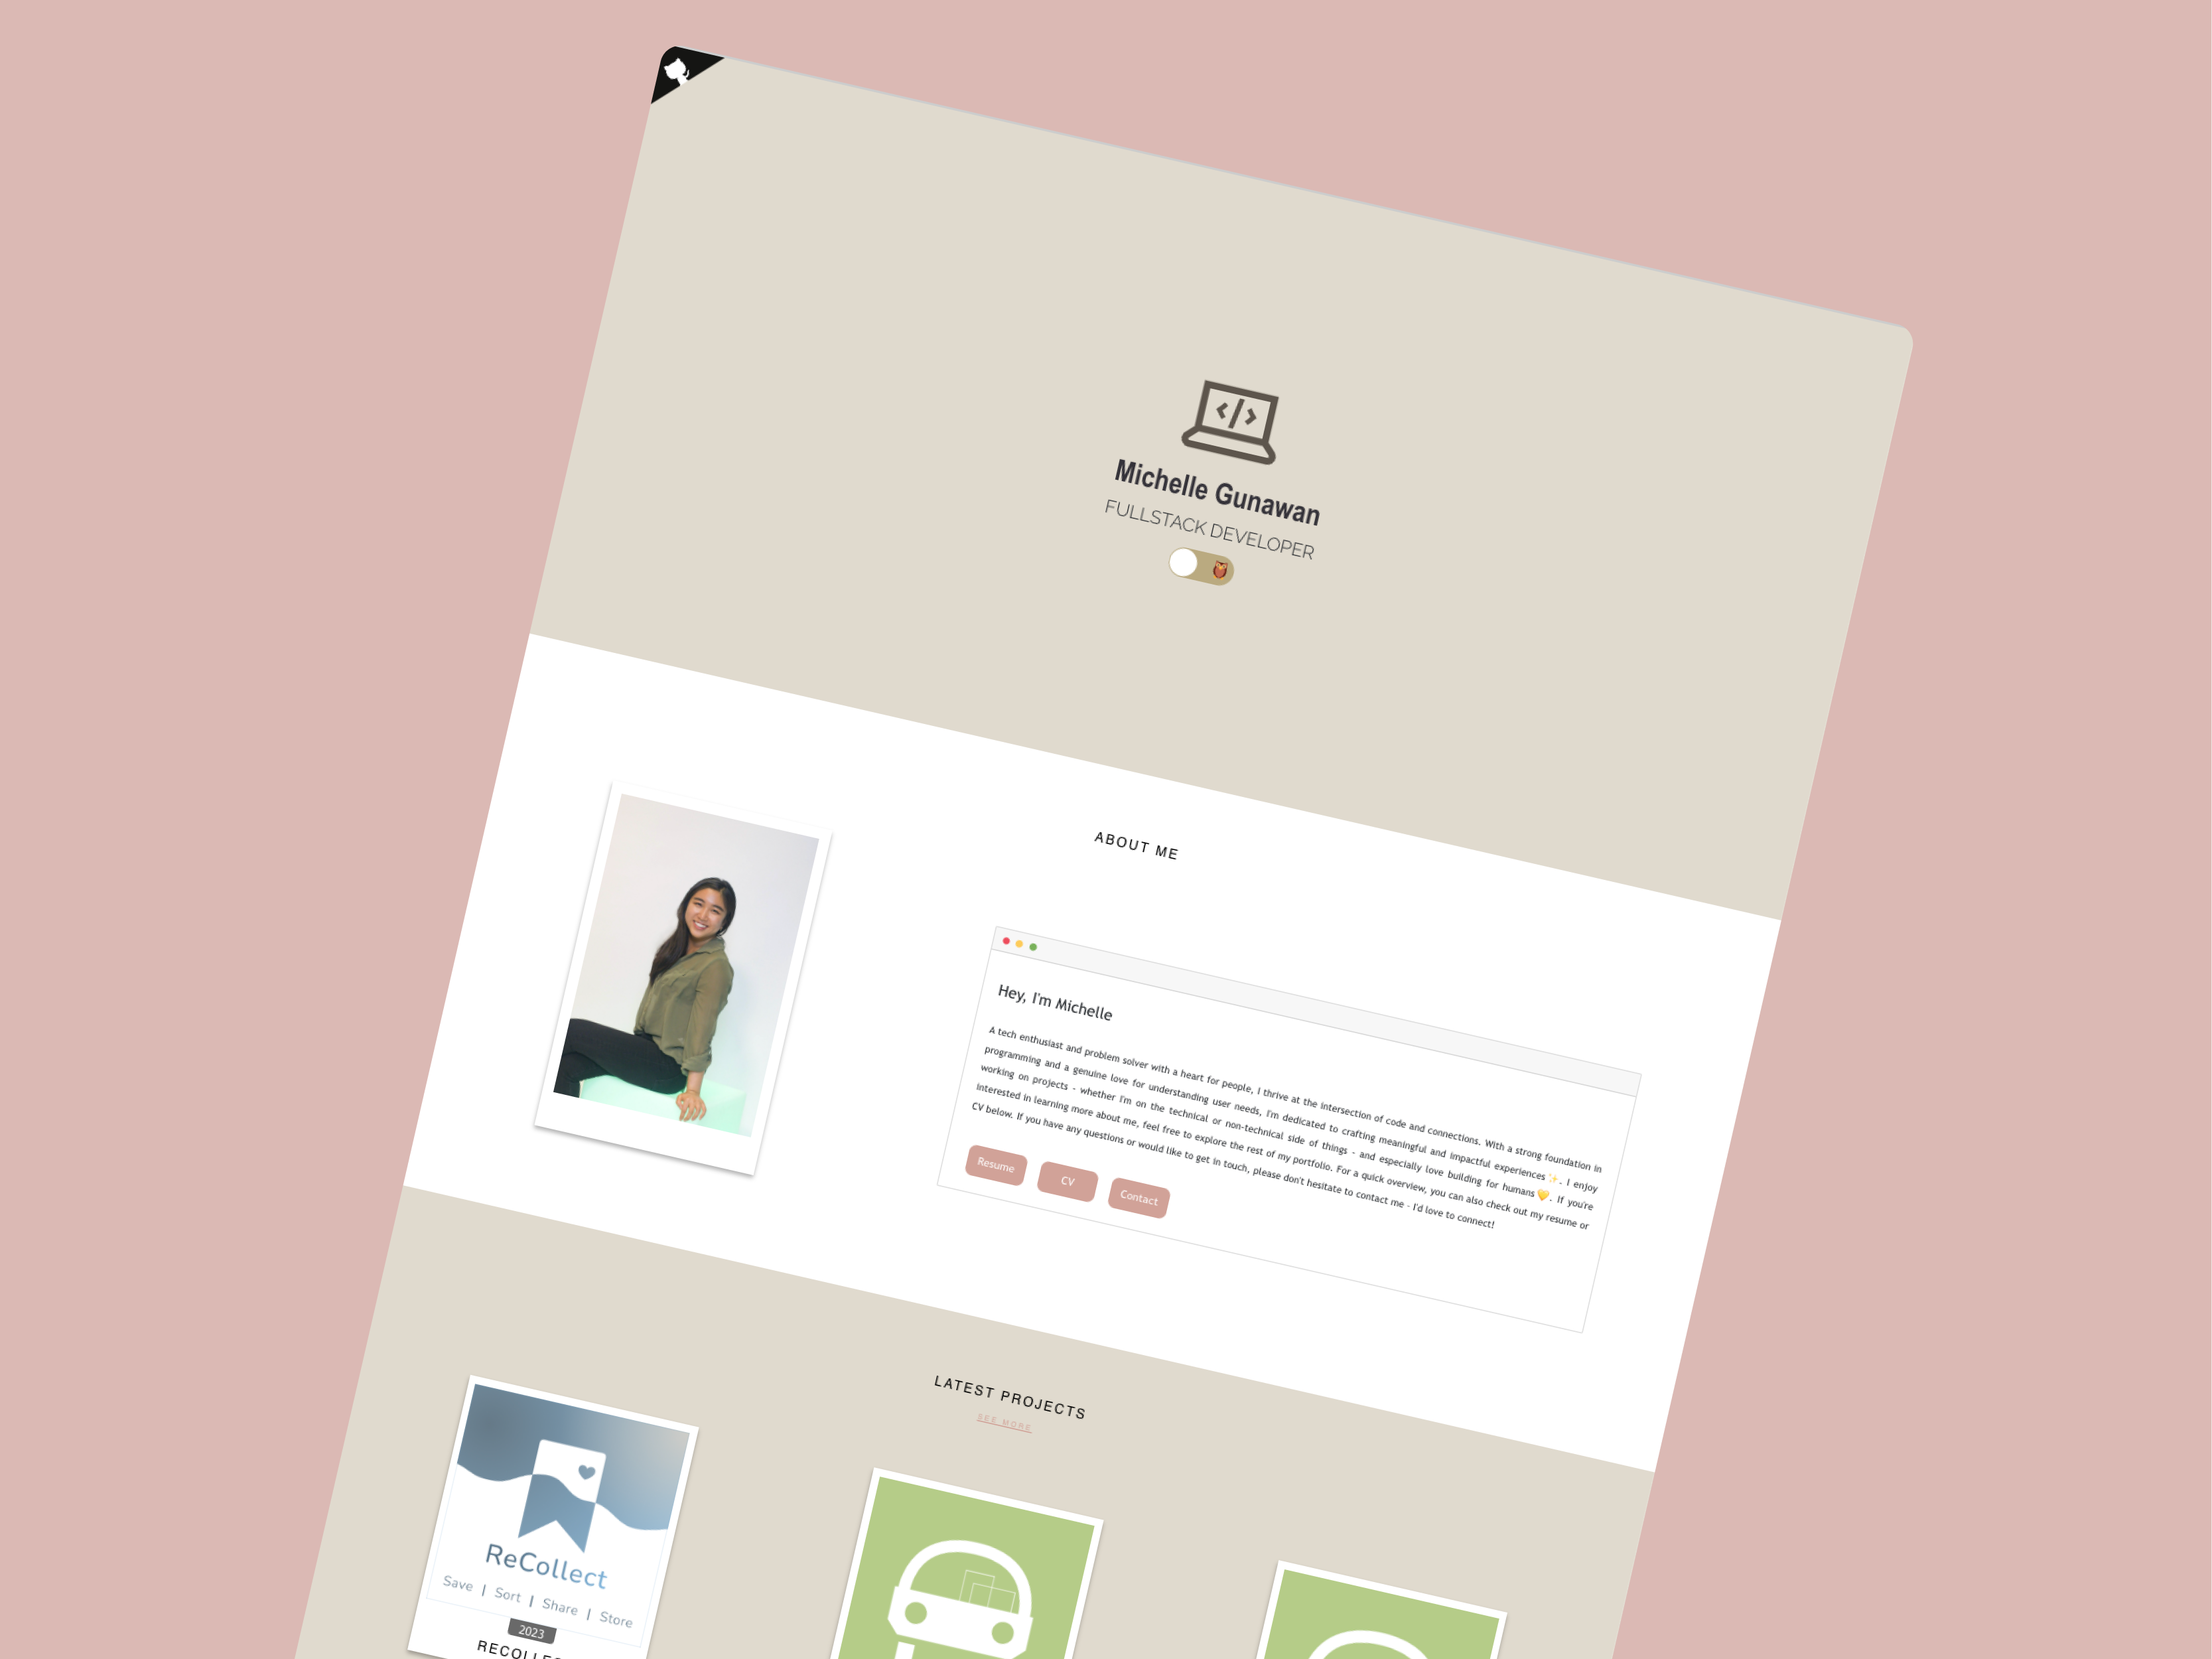 </>
Michelle Gunawan
FULLSTACK DEVELOPER
ABOUT ME
Hey, I'm Michelle
A tech enthusiast and problem solver with a heart for people, I thrive at the intersection of code and connections. With a strong foundation in
programming and a genuine love for understanding user needs, I'm dedicated to crafting meaningful and impactful experiences ✨. I enjoy
working on projects - whether I'm on the technical or non-technical side of things - and especially love building for humans 💛. If you're
interested in learning more about me, feel free to explore the rest of my portfolio. For a quick overview, you can also check out my resume or
CV below. If you have any questions or would like to get in touch, please don't hesitate to contact me - I'd love to connect!
Resume CV Contact
LATEST PROJECTS
SEE MORE
ReCollect
Save | Sort | Share | Store
2023